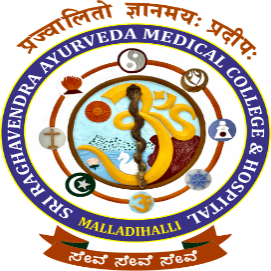 प्रज्वालितो ज्ञानमयः प्रदीपः
SRI RAGHAVENDRA AYURVEDA MEDICAL COLLEGE & HOSPITAL
MALLADIHALLI
ಸೇವೆ ಸೇವೆ ಸೇವೆ